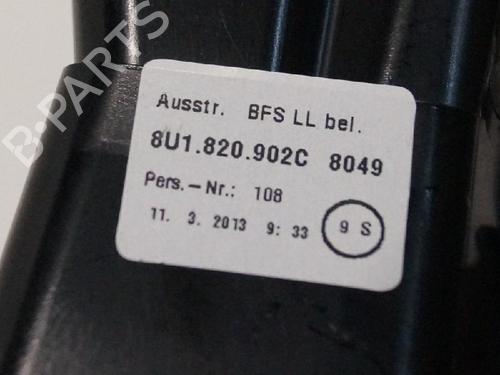 B-PARTS
Ausstr. BFS LL bel.
8U1.820.902C 8049
Pers.-Nr.: 108
11. 3. 2013 9: 33 9 S